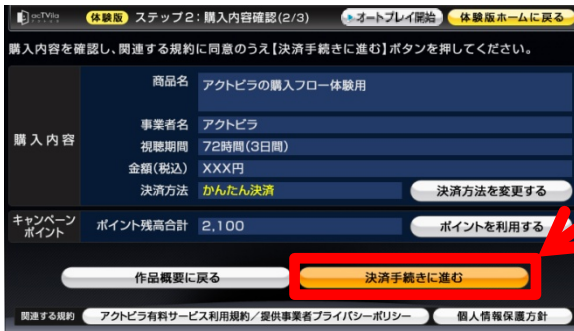 acTVila 体験版 ステップ2：購入内容確認(2/3) オートプレイ開始 体験版ホームに戻る
購入内容を確認し、関連する規約に同意のうえ【決済手続きに進む】ボタンを押してください。
購入内容
商品名 アクトビラの購入フロー体験用
事業者名 アクトビラ
視聴期間 72時間(3日間)
金額(税込) XXX円
決済方法 かんたん決済 決済方法を変更する
キャンペーン
ポイント
ポイント残高合計 2,100 ポイントを利用する
作品概要に戻る 決済手続きに進む
関連する規約 アクトビラ有料サービス利用規約／提供事業者プライバシーポリシー 個人情報保護方針